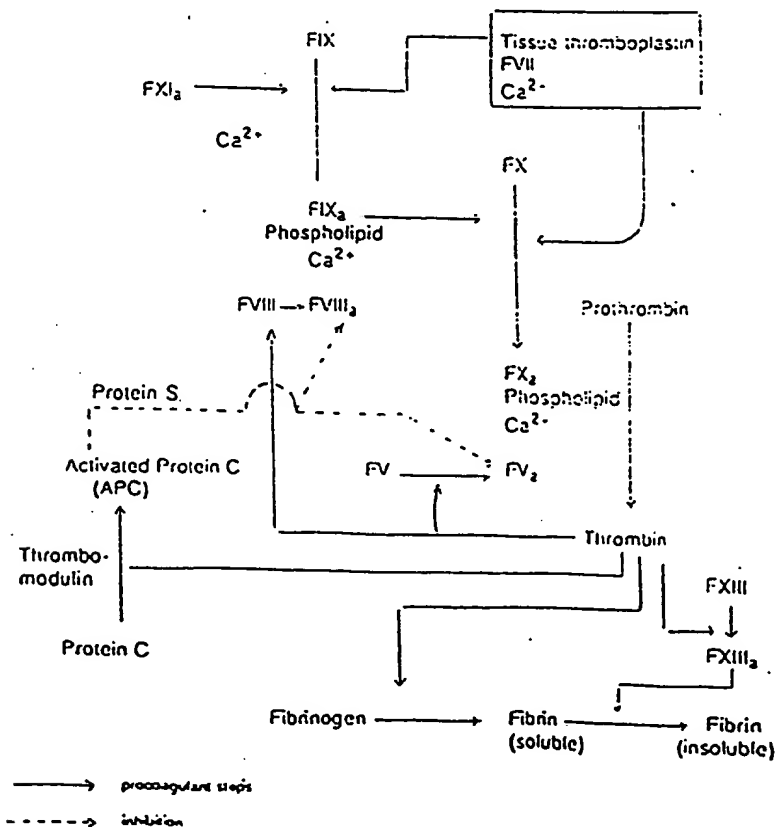 FIX
Tissue thromboplastin
FVII
Ca²⁻
FXIₐ
Ca²⁺
FX
FIXₐ
Phospholipid
Ca²⁺
FVIII
FVIIIₐ
Prothrombin
Protein S
FXₐ
Phospholipid
Ca²⁻
Activated Protein C
(APC)
FV
FVₐ
Thrombin
Thrombo-
modulin
FXIII
Protein C
FXIIIₐ
Fibrinogen
Fibrin
(soluble)
Fibrin
(insoluble)
procoagulant steps
inhibition